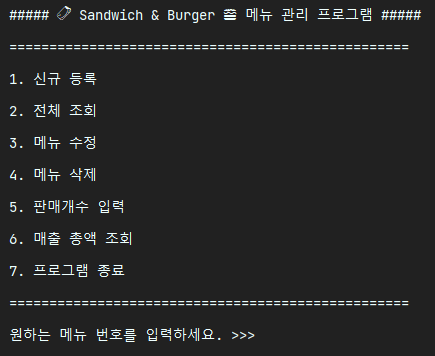 ##### 🥖 Sandwich & Burger 🍔 메뉴 관리 프로그램 #####
==================================================
1. 신규 등록
2. 전체 조회
3. 메뉴 수정
4. 메뉴 삭제
5. 판매개수 입력
6. 매출 총액 조회
7. 프로그램 종료
==================================================
원하는 메뉴 번호를 입력하세요. >>>